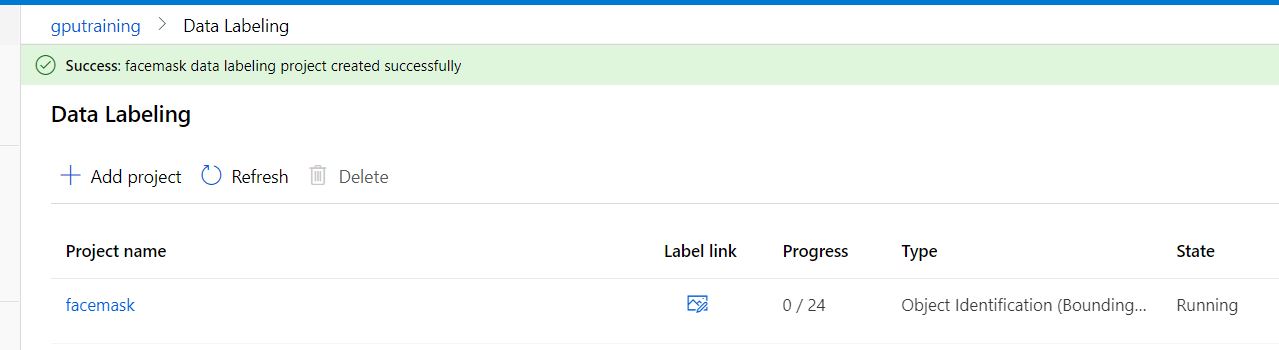 gputraining > Data Labeling
Success: facemask data labeling project created successfully
Data Labeling
Add project Refresh Delete
Project name Label link Progress Type State
facemask 0 / 24 Object Identification (Bounding... Running